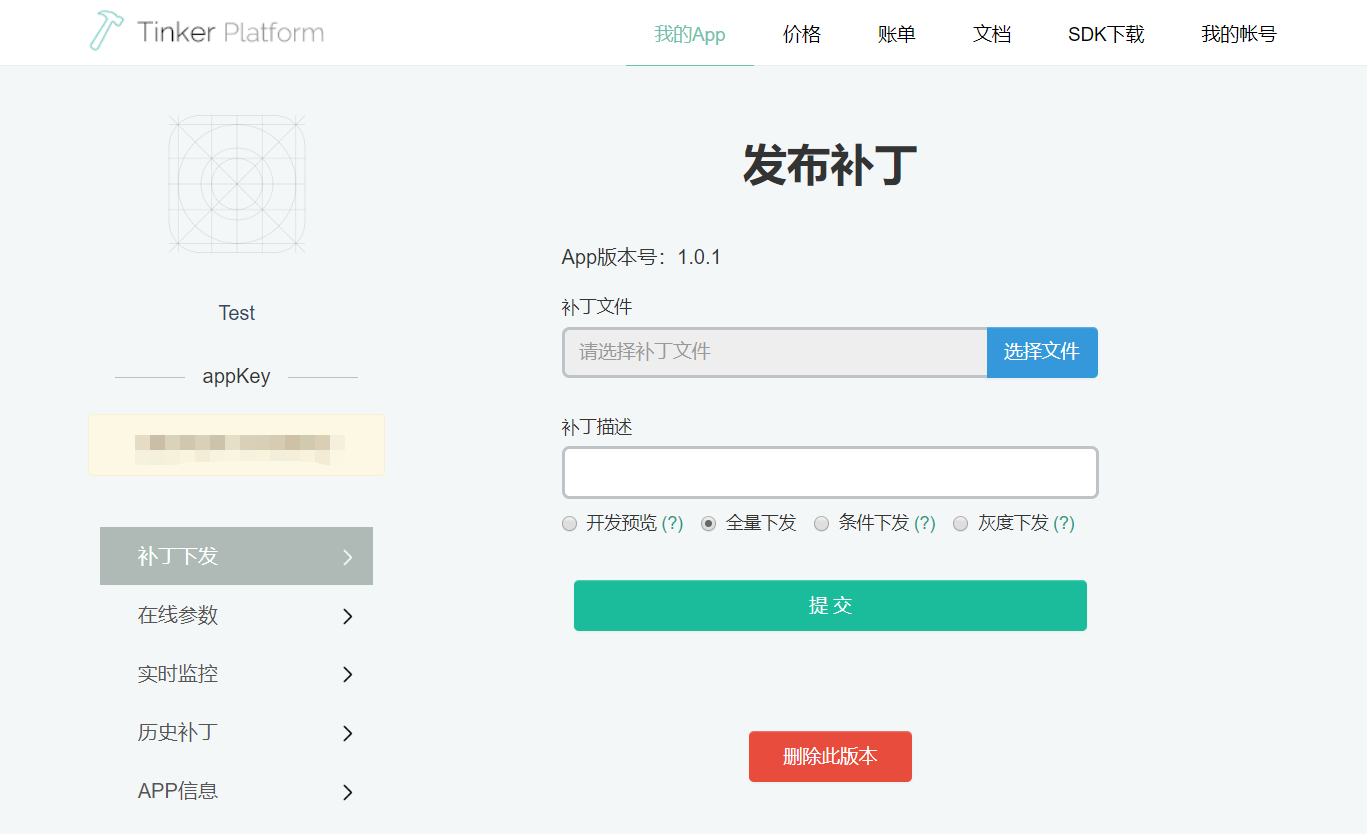 Tinker Platform
我的App 价格 账单 文档 SDK下载 我的帐号
Test
appKey
补丁下发
在线参数
实时监控
历史补丁
APP信息
发布补丁
App版本号：1.0.1
补丁文件
请选择补丁文件 选择文件
补丁描述
开发预览 (?) 全量下发 条件下发 (?) 灰度下发 (?)
提 交
删除此版本